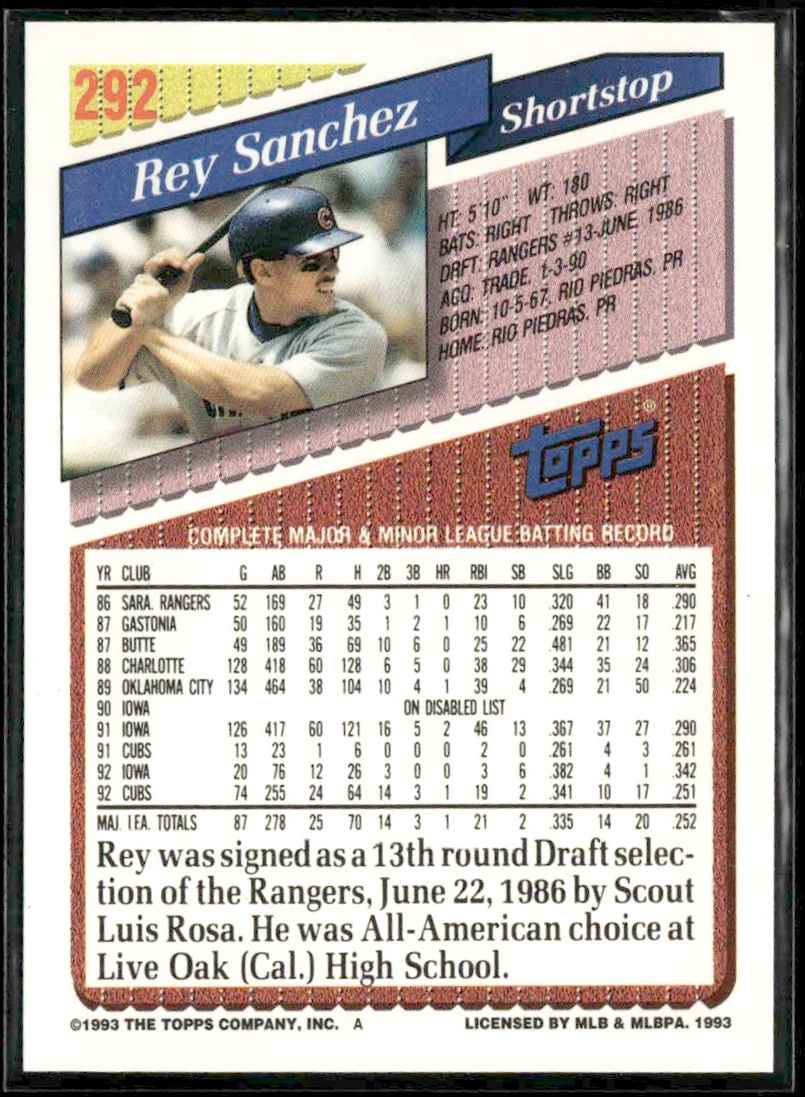 292
Rey Sanchez
Shortstop
HT: 5'10" WT: 180
BATS: RIGHT THROWS: RIGHT
DRFT: RANGERS #13-JUNE, 1986
ACQ: TRADE, 1-3-90
BORN: 10-5-67, RIO PIEDRAS, PR
HOME: RIO PIEDRAS, PR
C
Topps®
COMPLETE MAJOR & MINOR LEAGUE BATTING RECORD
YR CLUB G AB R H 2B 3B HR RBI SB SLG BB SO AVG
86 SARA. RANGERS 52 169 27 49 3 1 0 23 10 .320 41 18 .290
87 GASTONIA 50 160 19 35 1 2 1 10 6 .269 22 17 .217
87 BUTTE 49 189 36 69 10 6 0 25 22 .481 21 12 .365
88 CHARLOTTE 128 418 60 128 6 5 0 38 29 .344 35 24 .306
89 OKLAHOMA CITY 134 464 38 104 10 4 1 39 4 .269 21 50 .224
90 IOWA ON DISABLED LIST
91 IOWA 126 417 60 121 16 5 2 46 13 .367 37 27 .290
91 CUBS 13 23 1 6 0 0 0 2 0 .261 4 3 .261
92 IOWA 20 76 12 26 3 0 0 3 6 .382 4 1 .342
92 CUBS 74 255 24 64 14 3 1 19 2 .341 10 17 .251
MAJ. LEA. TOTALS 87 278 25 70 14 3 1 21 2 .335 14 20 .252
Rey was signed as a 13th round Draft selec-
tion of the Rangers, June 22, 1986 by Scout
Luis Rosa. He was All-American choice at
Live Oak (Cal.) High School.
©1993 THE TOPPS COMPANY, INC. A LICENSED BY MLB & MLBPA. 1993